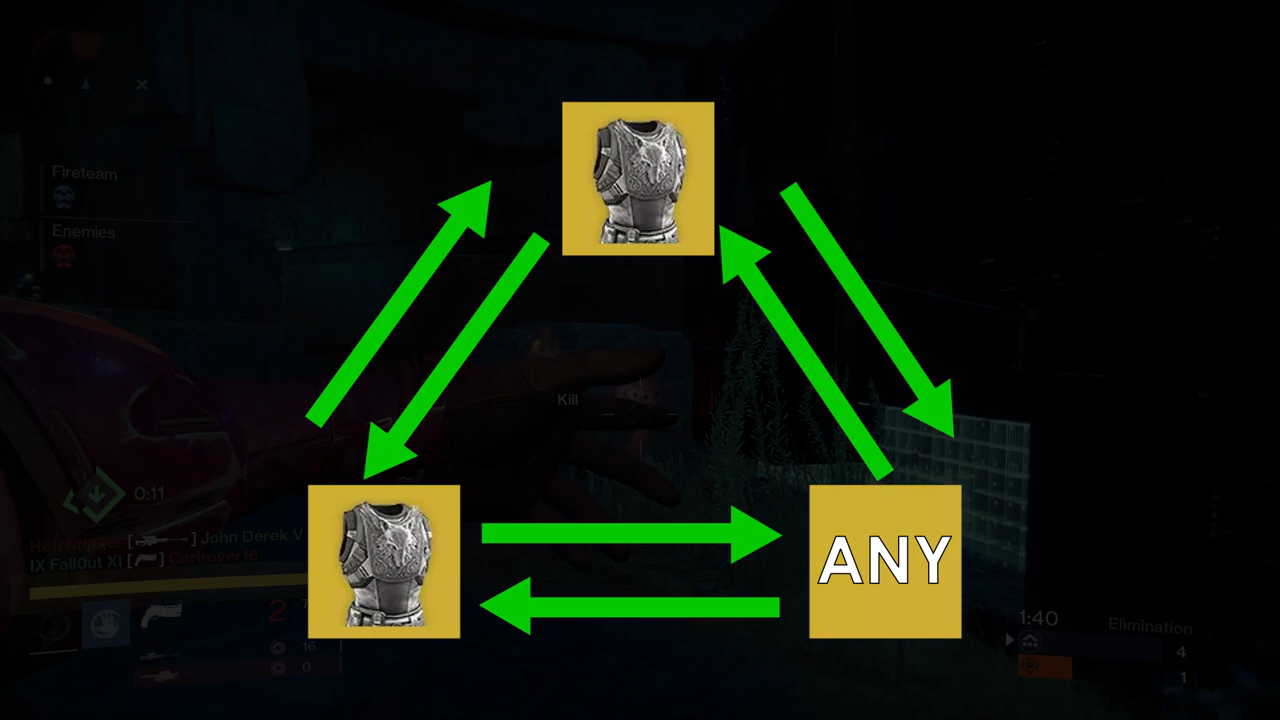 Fireteam
Enemies
Kill
ANY
0:11
John Derek V
IX FallOut XI
Carlrover16
2
16
0
1:40
Elimination
4
1